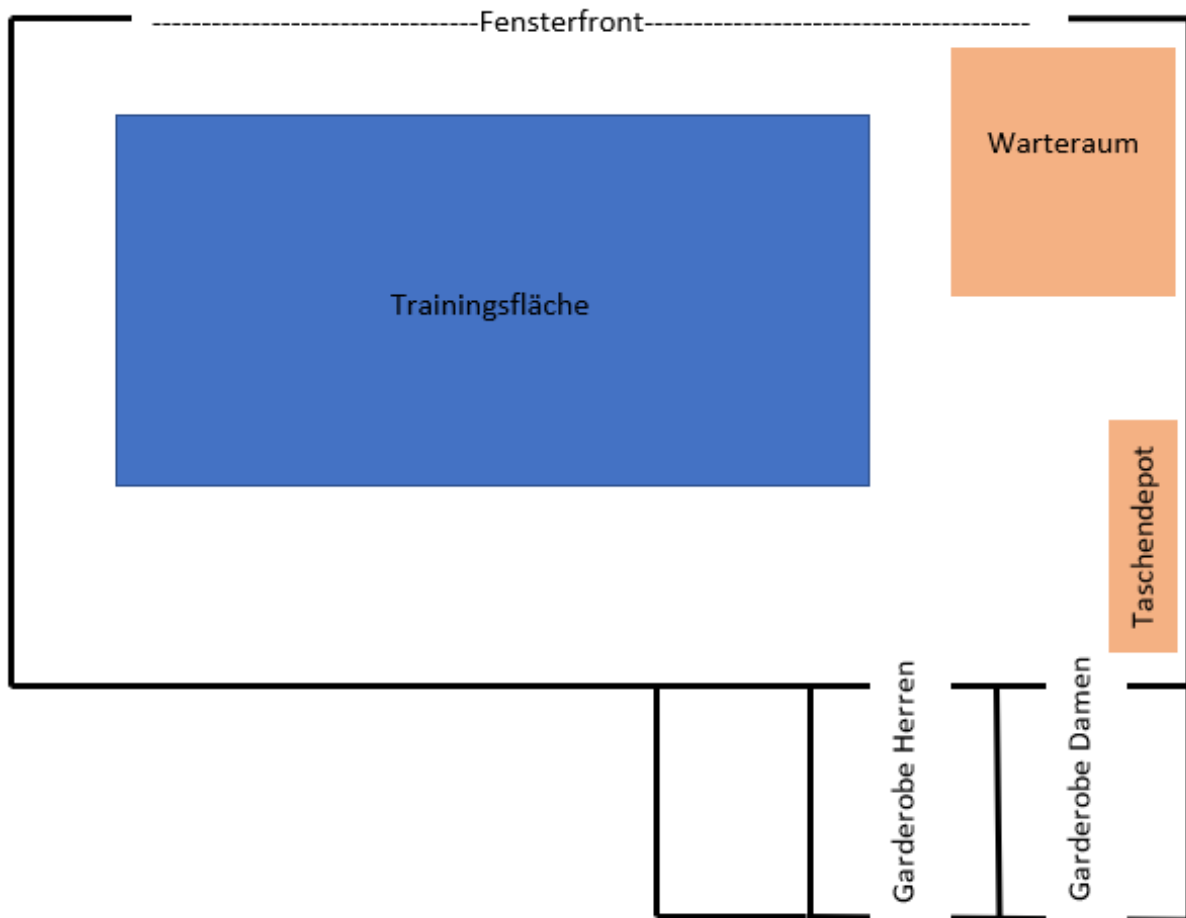 Fensterfront
Warteraum
Trainingsfläche
Taschendepot
Garderobe Herren
Garderobe Damen